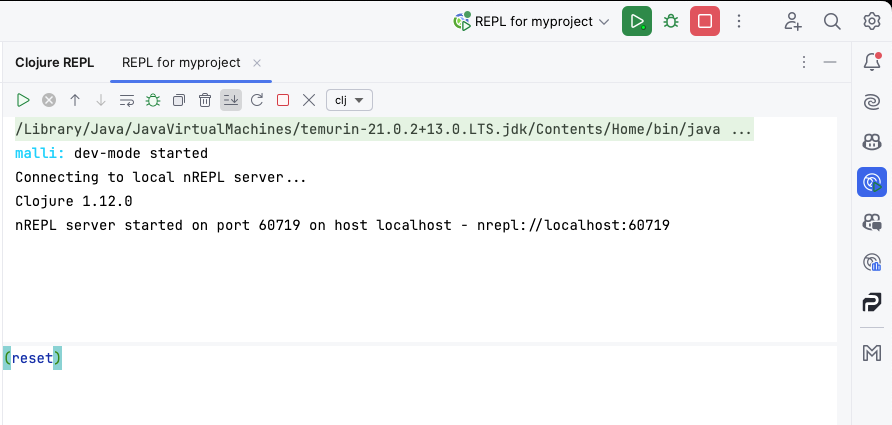 REPL for myproject
Clojure REPL REPL for myproject
clj
/Library/Java/JavaVirtualMachines/temurin-21.0.2+13.0.LTS.jdk/Contents/Home/bin/java ...
malli: dev-mode started
Connecting to local nREPL server...
Clojure 1.12.0
nREPL server started on port 60719 on host localhost - nrepl://localhost:60719
(reset)